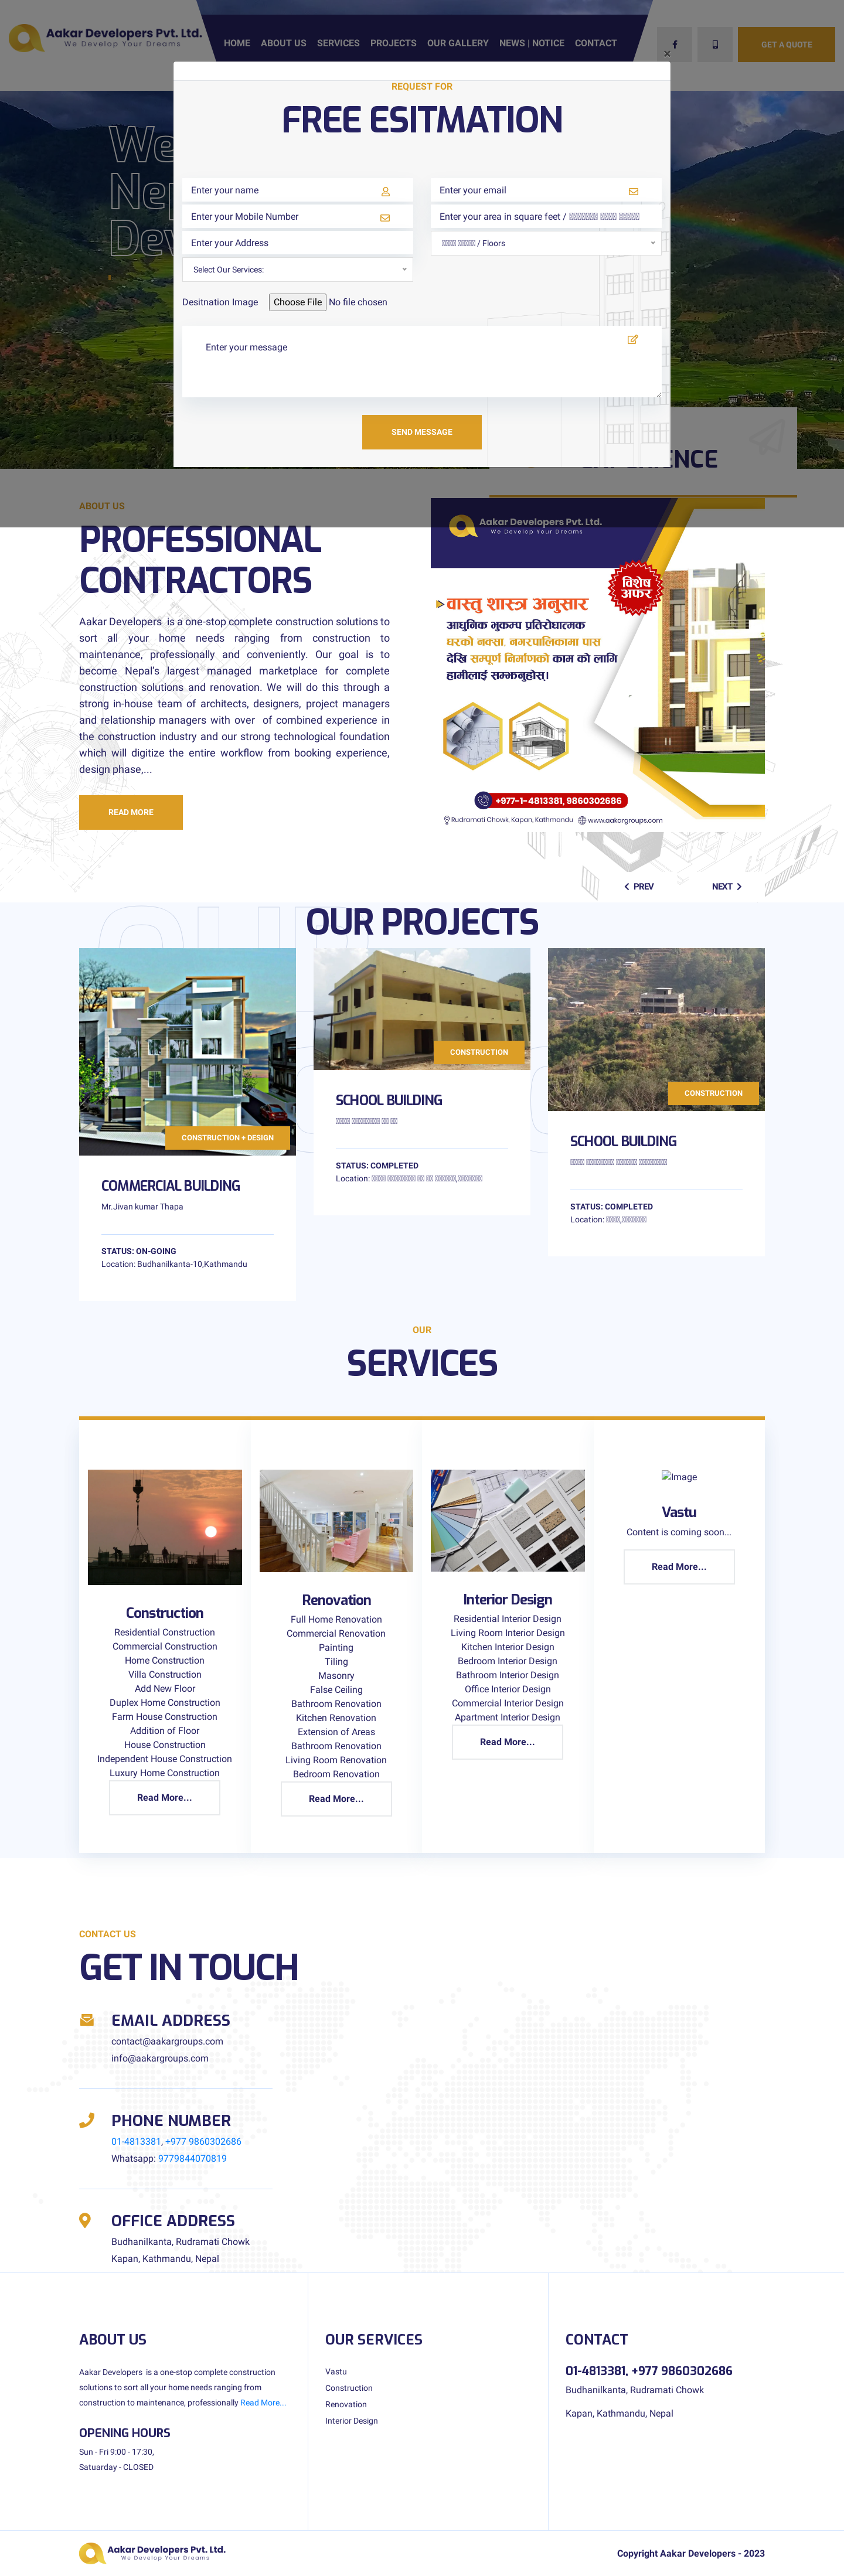 Aakar Developers Pvt. Ltd.
We Develop Your Dreams
HOME
ABOUT US
SERVICES
PROJECTS
OUR GALLERY
NEWS | NOTICE
CONTACT
GET A QUOTE
×
REQUEST FOR
FREE ESITMATION
Enter your name
Enter your email
Enter your Mobile Number
Enter your area in square feet /
Enter your Address
/ Floors
Select Our Services:
Desitnation Image
Choose File No file chosen
Enter your message
SEND MESSAGE
ABOUT US
PROFESSIONAL
CONTRACTORS
Aakar Developers is a one-stop complete construction solutions to
sort all your home needs ranging from construction to
maintenance, professionally and conveniently. Our goal is to
become Nepal's largest managed marketplace for complete
construction solutions and renovation. We will do this through a
strong in-house team of architects, designers, project managers
and relationship managers with over of combined experience in
the construction industry and our strong technological foundation
which will digitize the entire workflow from booking experience,
design phase,...
READ MORE
Aakar Developers Pvt. Ltd.
We Develop Your Dreams
विशेष
अफर
वास्तु शास्त्र अनुसार
आधुनिक भुकम्प प्रतिरोधात्मक
घरको नक्सा, नगरपालिकामा पास
देखि सम्पूर्ण निर्माणको काम को लागि
हामीलाई सम्झनुहोस्।
+977-1-4813381, 9860302686
Rudramati Chowk, Kapan, Kathmandu
www.aakargroups.com
PREV
NEXT
OUR PROJECTS
CONSTRUCTION + DESIGN
COMMERCIAL BUILDING
Mr.Jivan kumar Thapa
STATUS: ON-GOING
Location: Budhanilkanta-10,Kathmandu
CONSTRUCTION
SCHOOL BUILDING
STATUS: COMPLETED
Location:
CONSTRUCTION
SCHOOL BUILDING
STATUS: COMPLETED
Location:
OUR
SERVICES
Construction
Residential Construction
Commercial Construction
Home Construction
Villa Construction
Add New Floor
Duplex Home Construction
Farm House Construction
Addition of Floor
House Construction
Independent House Construction
Luxury Home Construction
Read More...
Renovation
Full Home Renovation
Commercial Renovation
Painting
Tiling
Masonry
False Ceiling
Bathroom Renovation
Kitchen Renovation
Extension of Areas
Bathroom Renovation
Living Room Renovation
Bedroom Renovation
Read More...
Interior Design
Residential Interior Design
Living Room Interior Design
Kitchen Interior Design
Bedroom Interior Design
Bathroom Interior Design
Office Interior Design
Commercial Interior Design
Apartment Interior Design
Read More...
Image
Vastu
Content is coming soon...
Read More...
CONTACT US
GET IN TOUCH
EMAIL ADDRESS
contact@aakargroups.com
info@aakargroups.com
PHONE NUMBER
01-4813381, +977 9860302686
Whatsapp: 9779844070819
OFFICE ADDRESS
Budhanilkanta, Rudramati Chowk
Kapan, Kathmandu, Nepal
ABOUT US
Aakar Developers is a one-stop complete construction
solutions to sort all your home needs ranging from
construction to maintenance, professionally Read More...
OPENING HOURS
Sun - Fri 9:00 - 17:30,
Satuarday - CLOSED
OUR SERVICES
Vastu
Construction
Renovation
Interior Design
CONTACT
01-4813381, +977 9860302686
Budhanilkanta, Rudramati Chowk
Kapan, Kathmandu, Nepal
Aakar Developers Pvt. Ltd.
We Develop Your Dreams
Copyright Aakar Developers - 2023